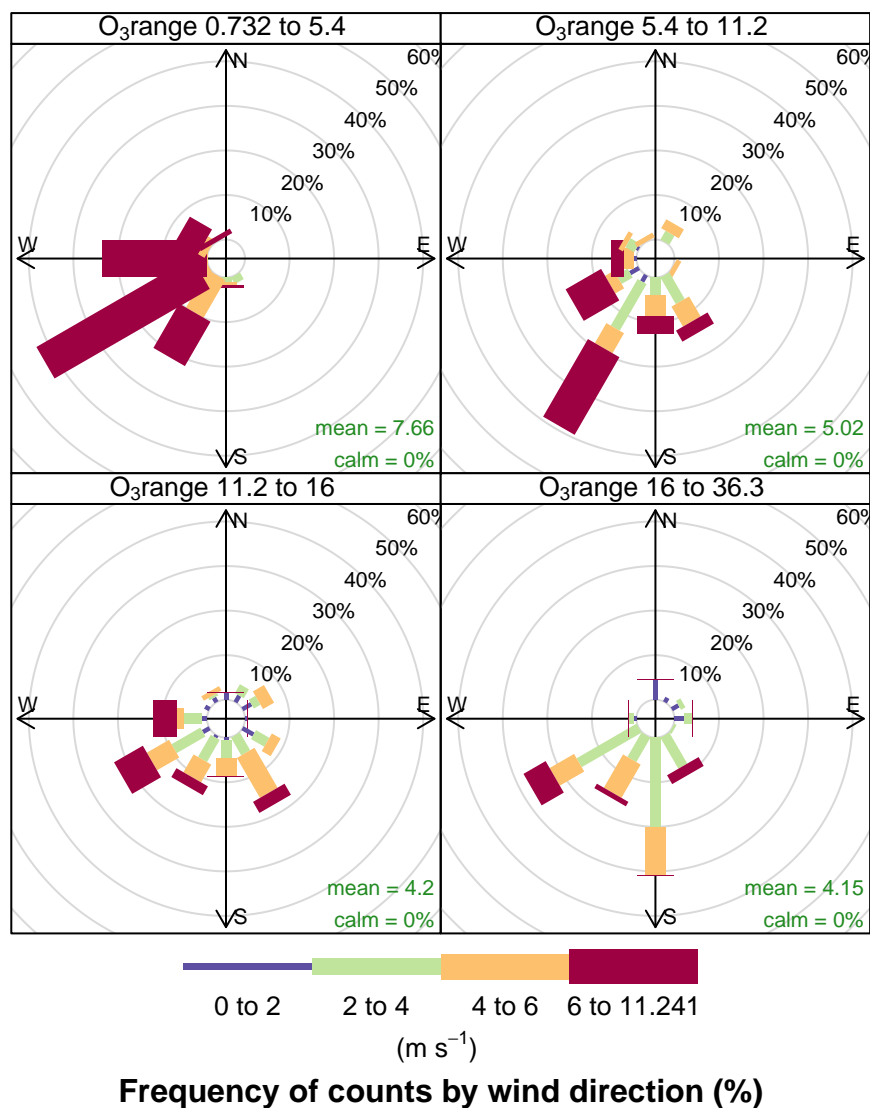 O₃range 0.732 to 5.4
O₃range 5.4 to 11.2
60%
50%
40%
30%
20%
10%
N
W
E
S
mean = 7.66
calm = 0%
60%
50%
40%
30%
20%
10%
N
W
E
S
mean = 5.02
calm = 0%
O₃range 11.2 to 16
O₃range 16 to 36.3
60%
50%
40%
30%
20%
10%
N
W
E
S
mean = 4.2
calm = 0%
60%
50%
40%
30%
20%
10%
N
W
E
S
mean = 4.15
calm = 0%
0 to 2 2 to 4 4 to 6 6 to 11.241
(m s⁻¹)
Frequency of counts by wind direction (%)